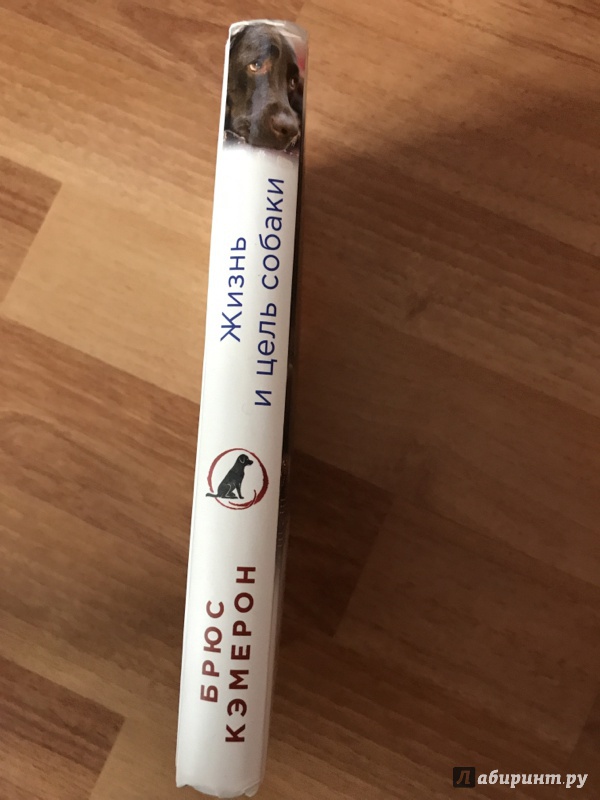 БРЮС
КЭМЕРОН
Жизнь
и цель собаки
Лабиринт.ру